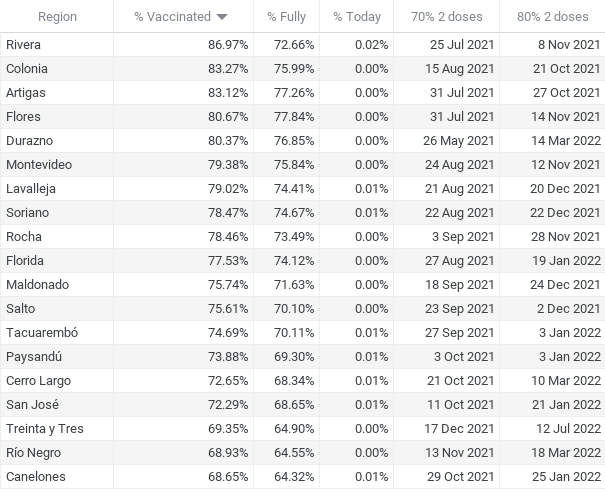 Region % Vaccinated % Fully % Today 70% 2 doses 80% 2 doses
Rivera 86.97% 72.66% 0.02% 25 Jul 2021 8 Nov 2021
Colonia 83.27% 75.99% 0.00% 15 Aug 2021 21 Oct 2021
Artigas 83.12% 77.26% 0.00% 31 Jul 2021 27 Oct 2021
Flores 80.67% 77.84% 0.00% 31 Jul 2021 14 Nov 2021
Durazno 80.37% 76.85% 0.00% 26 May 2021 14 Mar 2022
Montevideo 79.38% 75.84% 0.00% 24 Aug 2021 12 Nov 2021
Lavalleja 79.02% 74.41% 0.01% 21 Aug 2021 20 Dec 2021
Soriano 78.47% 74.67% 0.01% 22 Aug 2021 22 Dec 2021
Rocha 78.46% 73.49% 0.00% 3 Sep 2021 28 Nov 2021
Florida 77.53% 74.12% 0.01% 27 Aug 2021 19 Jan 2022
Maldonado 75.74% 71.63% 0.00% 18 Sep 2021 24 Dec 2021
Salto 75.61% 70.10% 0.00% 23 Sep 2021 2 Dec 2021
Tacuarembó 74.69% 70.11% 0.01% 27 Sep 2021 3 Jan 2022
Paysandú 73.88% 69.30% 0.01% 3 Oct 2021 3 Jan 2022
Cerro Largo 72.65% 68.34% 0.01% 21 Oct 2021 10 Mar 2022
San José 72.29% 68.65% 0.01% 11 Oct 2021 21 Jan 2022
Treinta y Tres 69.35% 64.90% 0.00% 17 Dec 2021 12 Jul 2022
Río Negro 68.93% 64.55% 0.00% 13 Nov 2021 18 Mar 2022
Canelones 68.65% 64.32% 0.01% 29 Oct 2021 25 Jan 2022